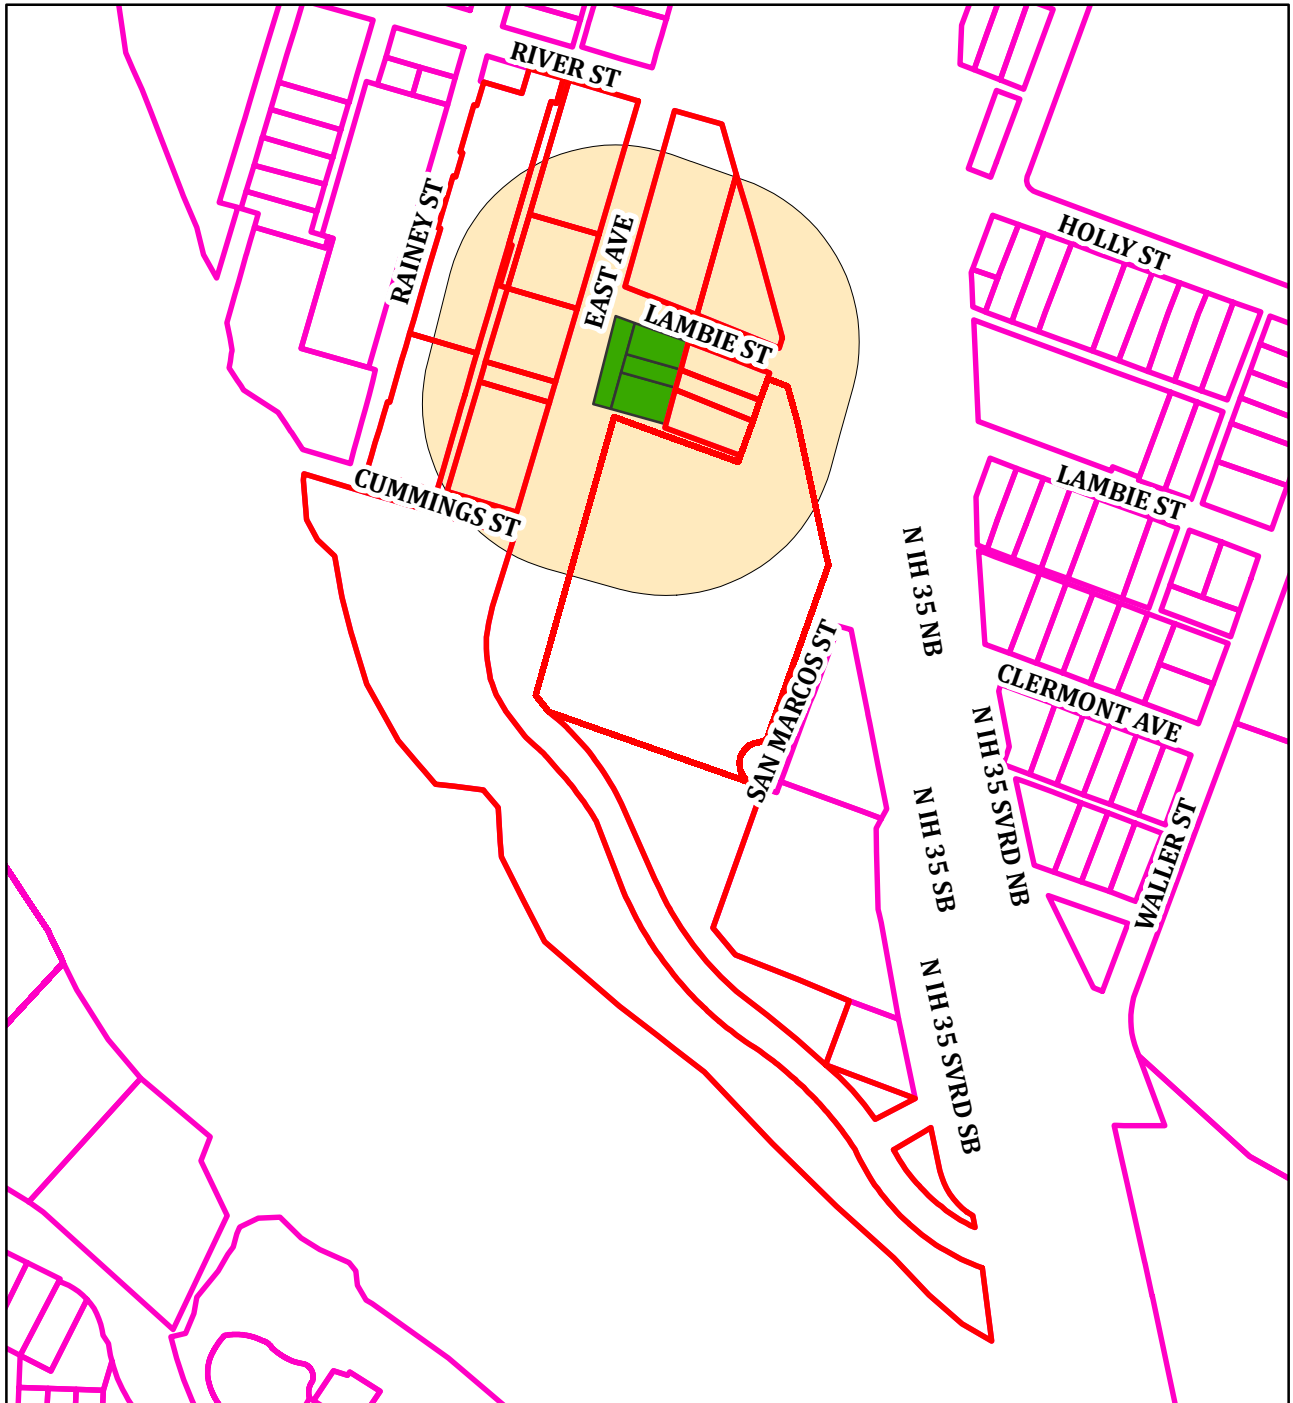 RIVER ST
RAINEY ST
EAST AVE
HOLLY ST
LAMBIE ST
CUMMINGS ST
LAMBIE ST
N IH 35 NB
SAN MARCOS ST
CLERMONT AVE
N IH 35 SVRD NB
N IH 35 SB
WALLER ST
N IH 35 SVRD SB